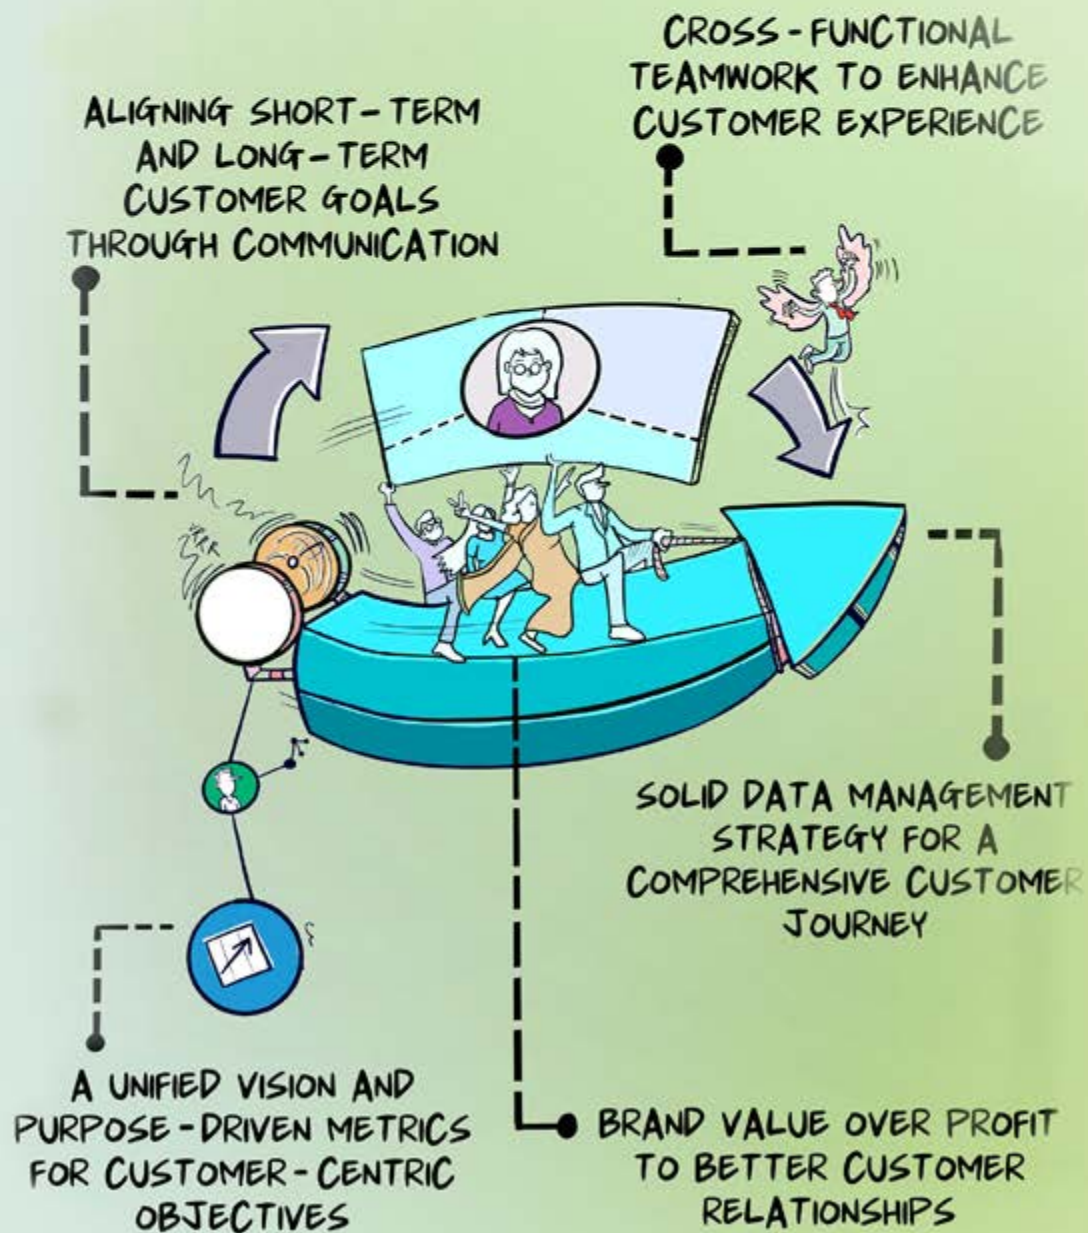 CROSS-FUNCTIONAL
TEAMWORK TO ENHANCE
CUSTOMER EXPERIENCE
ALIGNING SHORT-TERM
AND LONG-TERM
CUSTOMER GOALS
THROUGH COMMUNICATION
SOLID DATA MANAGEMENT
STRATEGY FOR A
COMPREHENSIVE CUSTOMER
JOURNEY
A UNIFIED VISION AND
PURPOSE-DRIVEN METRICS
FOR CUSTOMER-CENTRIC
OBJECTIVES
BRAND VALUE OVER PROFIT
TO BETTER CUSTOMER
RELATIONSHIPS